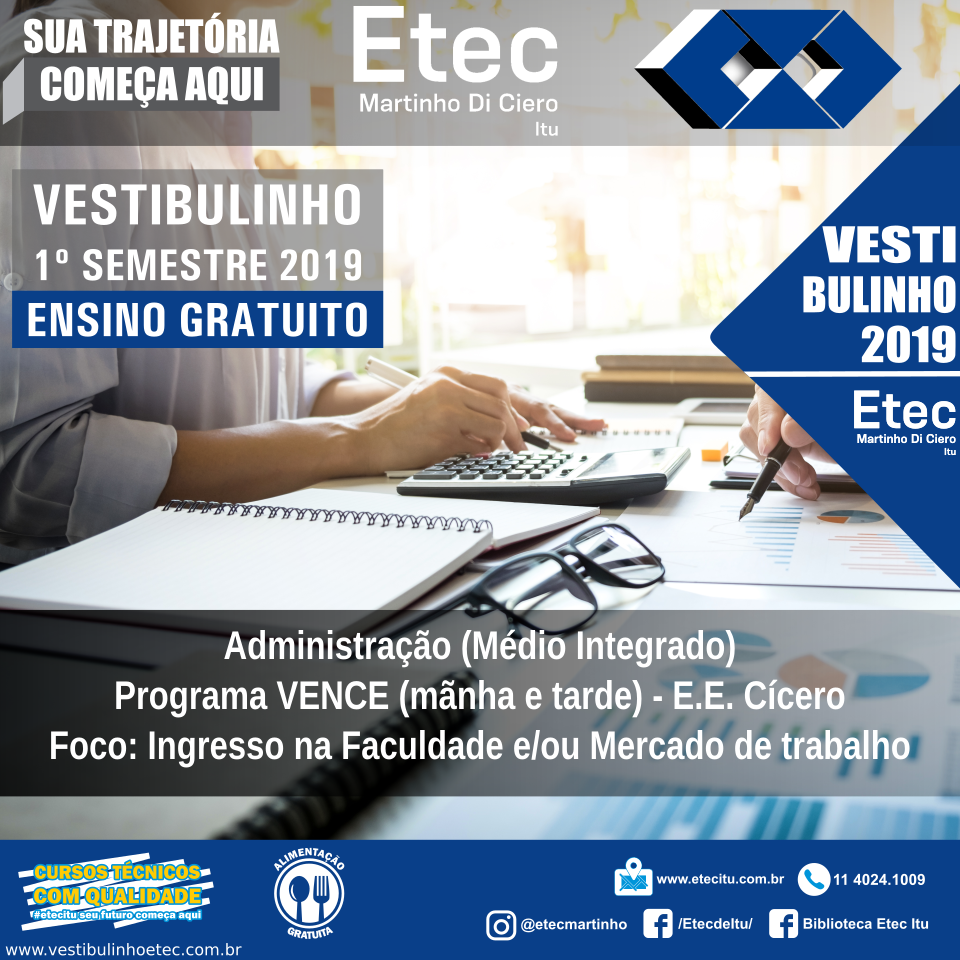 SUA TRAJETÓRIA
COMEÇA AQUI
Etec
Martinho Di Ciero
Itu
VESTIBULINHO
1º SEMESTRE 2019
ENSINO GRATUITO
VESTI
BULINHO
2019
Etec
Martinho Di Ciero
Itu
Administração (Médio Integrado)
Programa VENCE (mãnha e tarde) - E.E. Cícero
Foco: Ingresso na Faculdade e/ou Mercado de trabalho
CURSOS TÉCNICOS
COM QUALIDADE
#etecitu seu futuro começa aqui
ALIMENTAÇÃO
GRATUITA
www.etecitu.com.br
11 4024.1009
@etecmartinho
/EtecdeItu/
Biblioteca Etec Itu
www.vestibulinhoetec.com.br